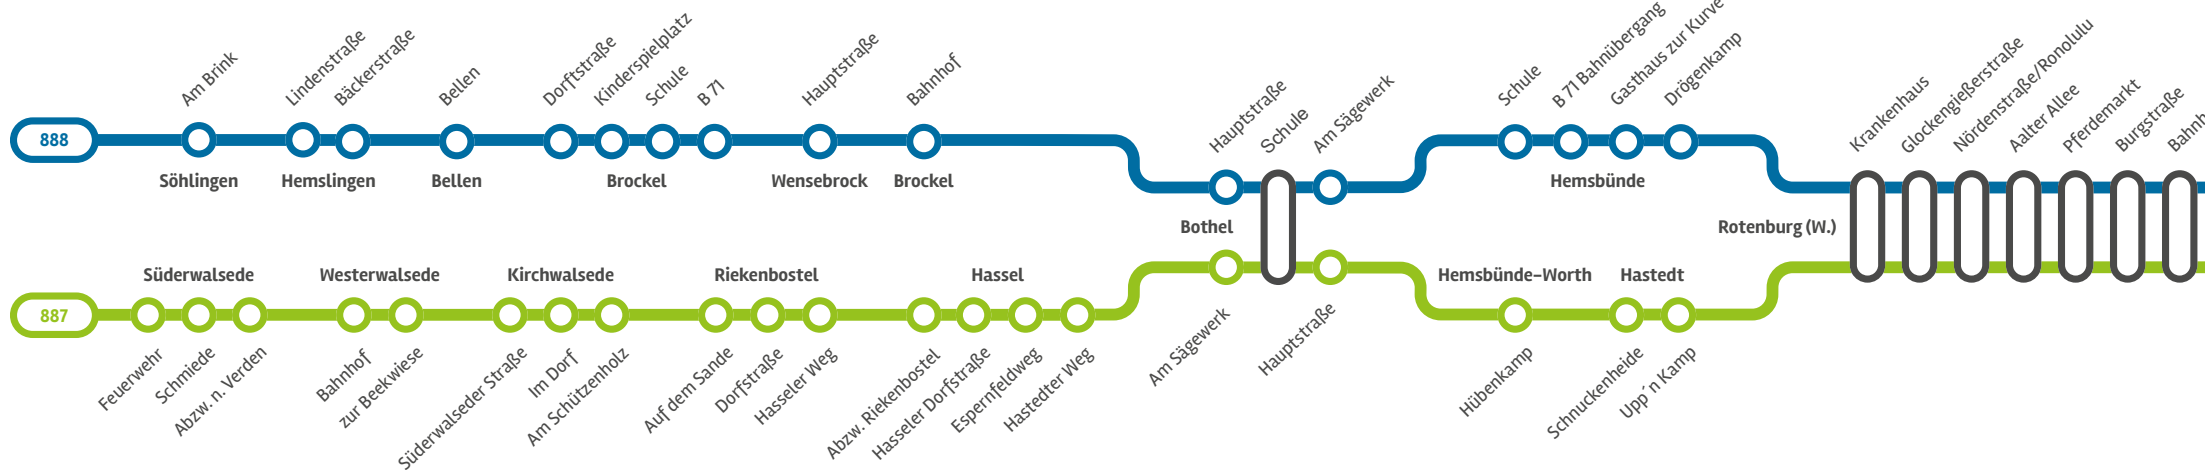 888
Am Brink
Lindenstraße
Bäckerstraße
Bellen
Dorftstraße
Kinderspielplatz
Schule
B 71
Hauptstraße
Bahnhof
Hauptstraße
Schule
Am Sägewerk
Schule
B 71 Bahnübergang
Gasthaus zur Kurve
Drögenkamp
Krankenhaus
Glockengießerstraße
Nördenstraße/Ronolulu
Aalter Allee
Pferdemarkt
Burgstraße
Söhlingen
Hemslingen
Bellen
Brockel
Wensebrock
Brockel
Bothel
Hemsbünde
Rotenburg (W.)
887
Süderwalsede
Westerwalsede
Kirchwalsede
Riekenbostel
Hassel
Hemsbünde-Worth
Hastedt
Feuerwehr
Schmiede
Abzw. n. Verden
Bahnhof
zur Beekwiese
Süderwalseder Straße
Im Dorf
Am Schützenholz
Auf dem Sande
Dorfstraße
Hasseler Weg
Abzw. Riekenbostel
Hasseler Dorfstraße
Espernfeldweg
Hastedter Weg
Am Sägewerk
Hauptstraße
Hübenkamp
Schnuckenheide
Upp´n Kamp